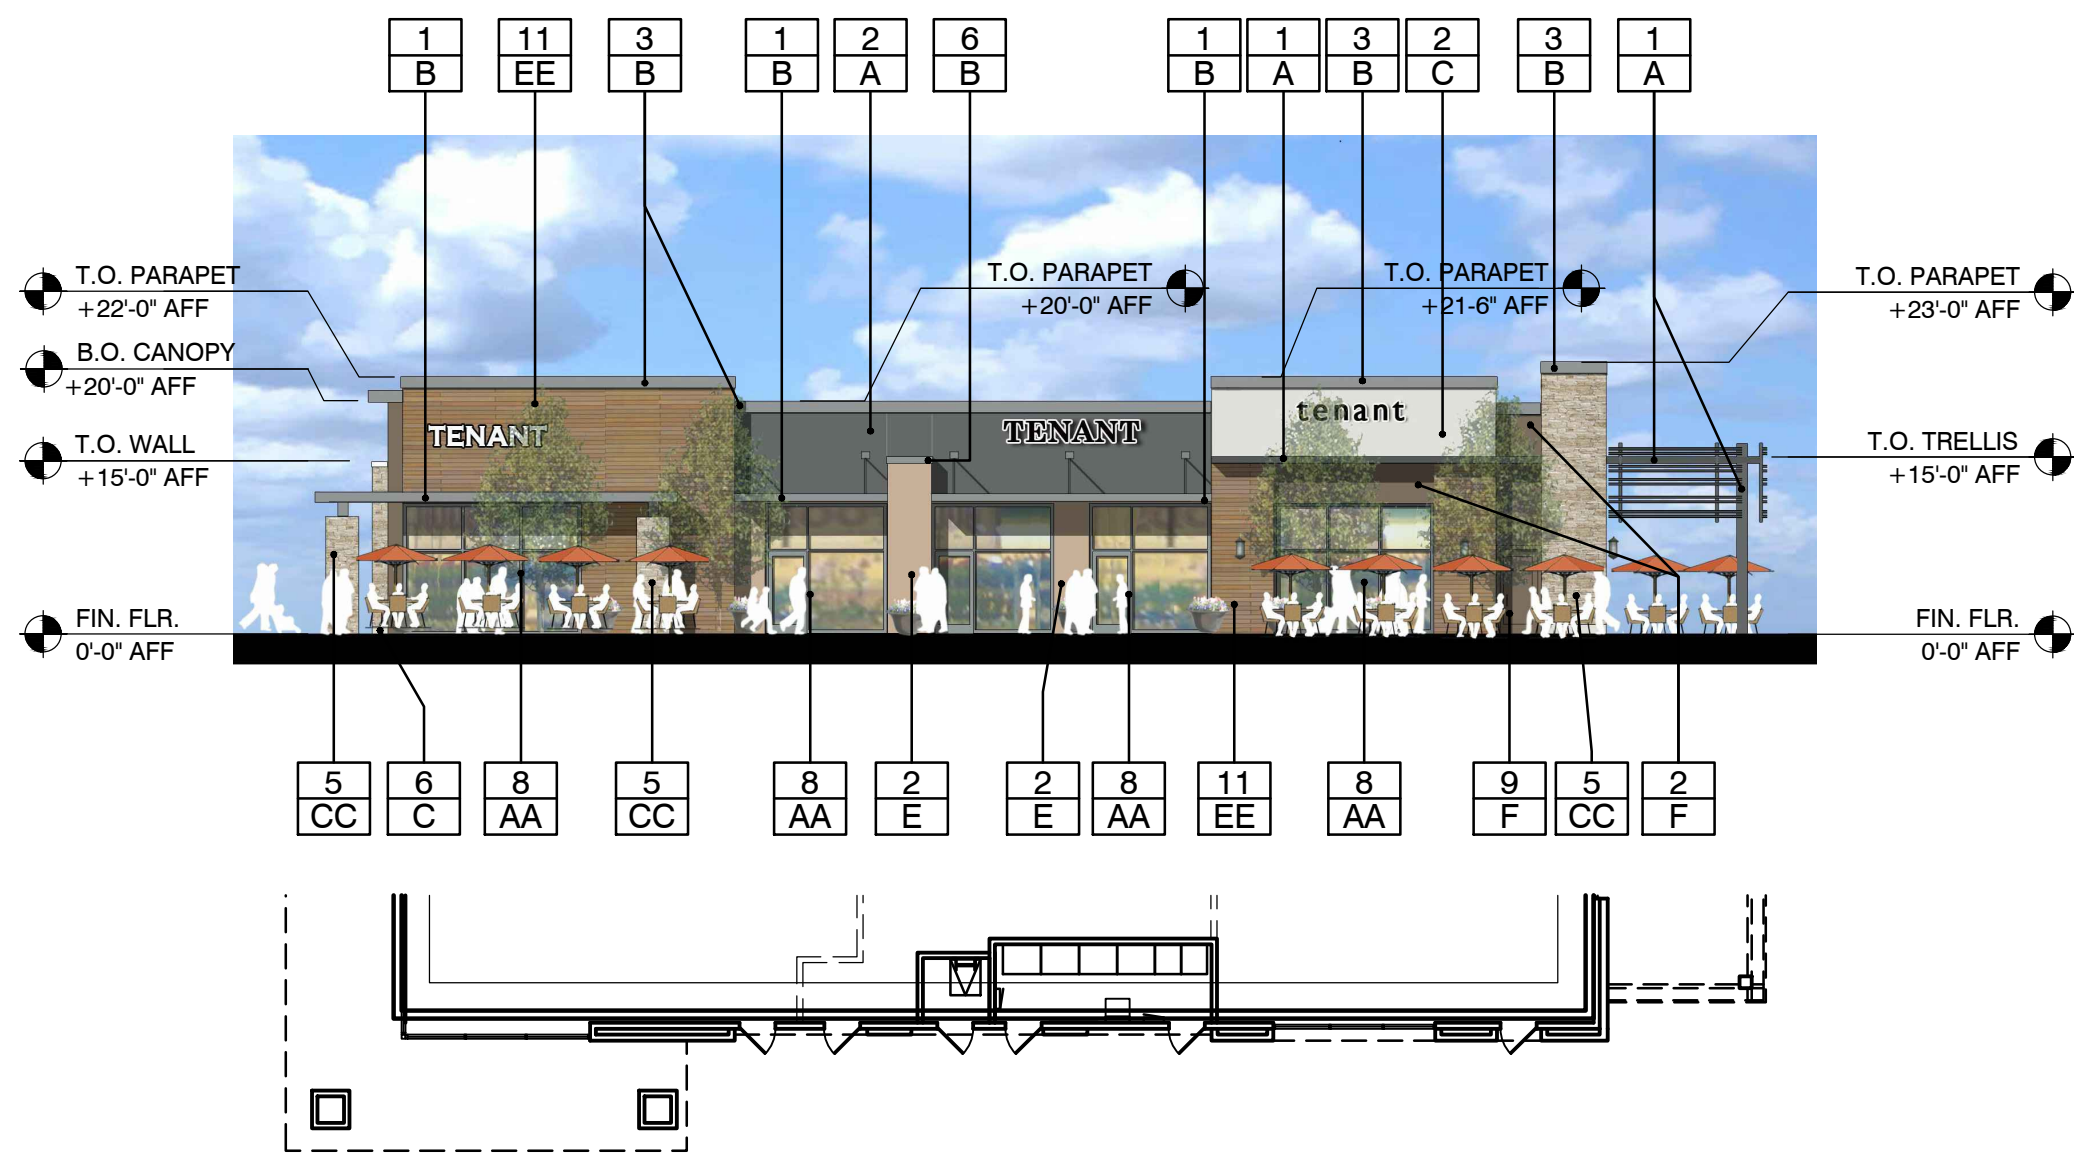 1 11 3 1 2 6 1 1 3 2 3 1
B EE B B A B B A B C B A
T.O. PARAPET
+22'-0" AFF
B.O. CANOPY
+20'-0" AFF
T.O. WALL
+15'-0" AFF
FIN. FLR.
0'-0" AFF
T.O. PARAPET
+20'-0" AFF
T.O. PARAPET
+21-6" AFF
T.O. PARAPET
+23'-0" AFF
T.O. TRELLIS
+15'-0" AFF
FIN. FLR.
0'-0" AFF
TENANT
TENANT
tenant
5 6 8 5 8 2 2 8 11 8 9 5 2
CC C AA CC AA E E AA EE AA F CC F